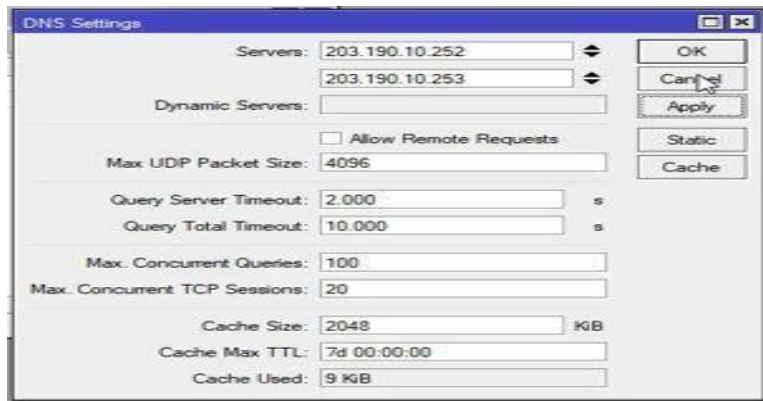 DNS Settings
Servers: 203.190.10.252 OK
203.190.10.253 Cancel
Dynamic Servers: Apply
Allow Remote Requests Static
Max UDP Packet Size: 4096 Cache
Query Server Timeout: 2.000 s
Query Total Timeout: 10.000 s
Max. Concurrent Queries: 100
Max. Concurrent TCP Sessions: 20
Cache Size: 2048 KiB
Cache Max TTL: 7d 00:00:00
Cache Used: 9 KiB